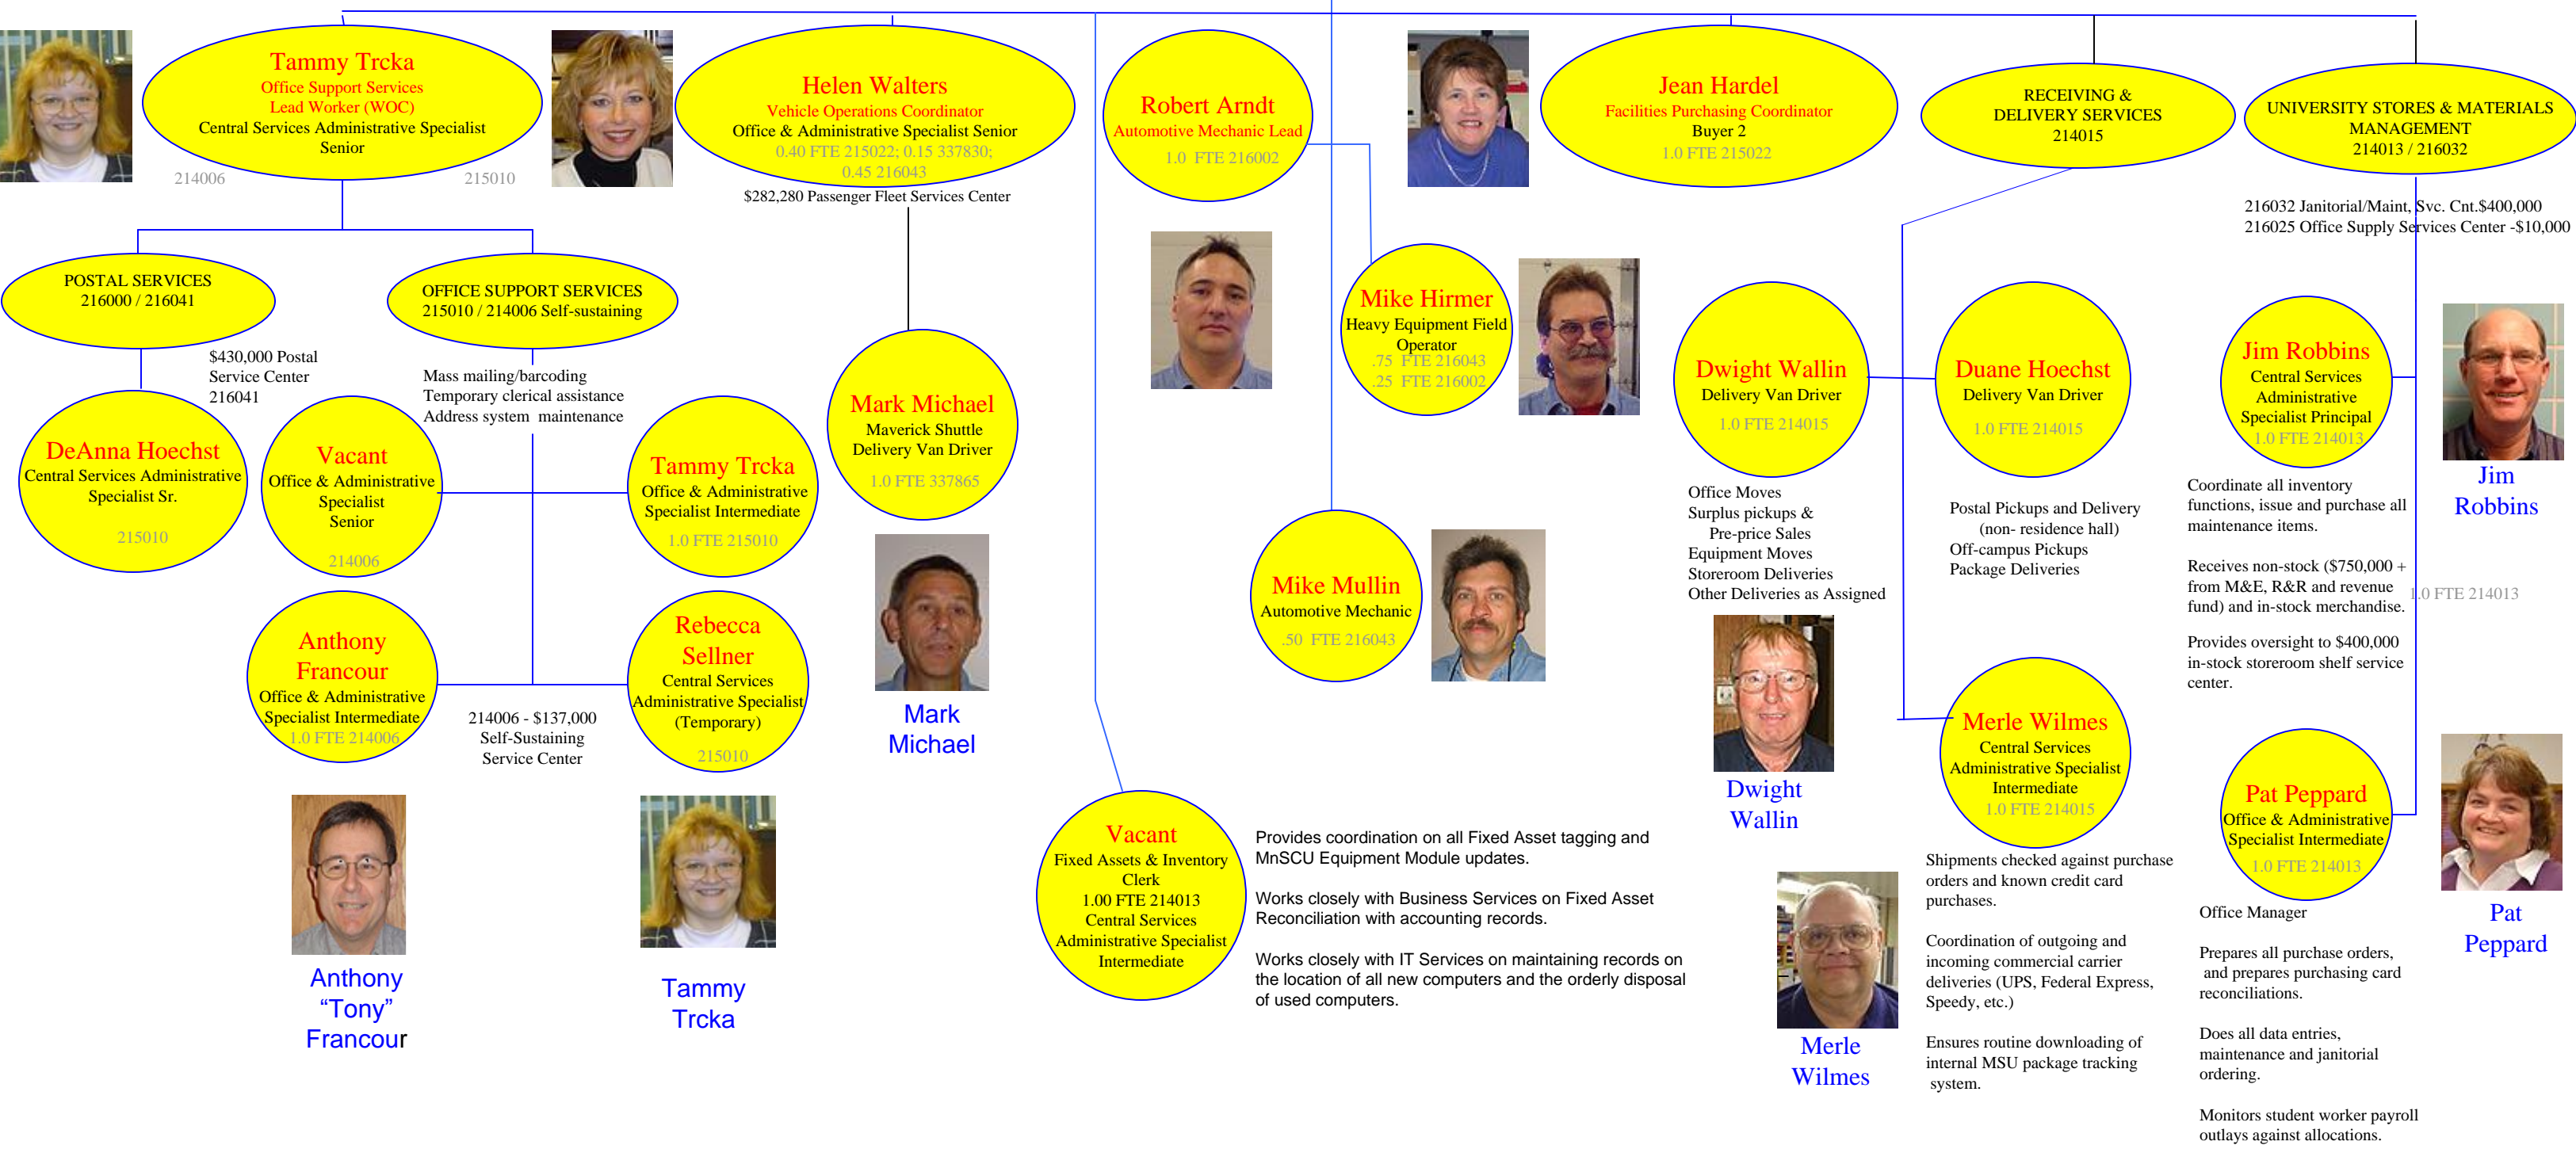 Tammy Trcka
Office Support Services
Lead Worker (WOC)
Central Services Administrative Specialist
Senior
214006
215010
Helen Walters
Vehicle Operations Coordinator
Office & Administrative Specialist Senior
0.40 FTE 215022; 0.15 337830;
0.45 216043
$282,280 Passenger Fleet Services Center
Robert Arndt
Automotive Mechanic Lead
1.0 FTE 216002
Jean Hardel
Facilities Purchasing Coordinator
Buyer 2
1.0 FTE 215022
RECEIVING &
DELIVERY SERVICES
214015
UNIVERSITY STORES & MATERIALS
MANAGEMENT
214013 / 216032
216032 Janitorial/Maint, Svc. Cnt.$400,000
216025 Office Supply Services Center -$10,000
POSTAL SERVICES
216000 / 216041
OFFICE SUPPORT SERVICES
215010 / 214006 Self-sustaining
$430,000 Postal
Service Center
216041
Mass mailing/barcoding
Temporary clerical assistance
Address system maintenance
DeAnna Hoechst
Central Services Administrative
Specialist Sr.
215010
Vacant
Office & Administrative
Specialist
Senior
214006
Tammy Trcka
Office & Administrative
Specialist Intermediate
1.0 FTE 215010
Mark Michael
Maverick Shuttle
Delivery Van Driver
1.0 FTE 337865
Mark
Michael
Anthony
Francour
Office & Administrative
Specialist Intermediate
1.0 FTE 214006
214006 - $137,000
Self-Sustaining
Service Center
Rebecca
Sellner
Central Services
Administrative Specialist
(Temporary)
215010
Anthony
“Tony”
Francour
Tammy
Trcka
Mike Hirmer
Heavy Equipment Field
Operator
.75 FTE 216043
.25 FTE 216002
Mike Mullin
Automotive Mechanic
.50 FTE 216043
Vacant
Fixed Assets & Inventory
Clerk
1.00 FTE 214013
Central Services
Administrative Specialist
Intermediate
Provides coordination on all Fixed Asset tagging and
MnSCU Equipment Module updates.
Works closely with Business Services on Fixed Asset
Reconciliation with accounting records.
Works closely with IT Services on maintaining records on
the location of all new computers and the orderly disposal
of used computers.
Dwight Wallin
Delivery Van Driver
1.0 FTE 214015
Office Moves
Surplus pickups &
Pre-price Sales
Equipment Moves
Storeroom Deliveries
Other Deliveries as Assigned
Dwight
Wallin
Duane Hoechst
Delivery Van Driver
1.0 FTE 214015
Postal Pickups and Delivery
(non- residence hall)
Off-campus Pickups
Package Deliveries
Merle Wilmes
Central Services
Administrative Specialist
Intermediate
1.0 FTE 214015
Shipments checked against purchase
orders and known credit card
purchases.
Coordination of outgoing and
incoming commercial carrier
deliveries (UPS, Federal Express,
Speedy, etc.)
Ensures routine downloading of
internal MSU package tracking
system.
Merle
Wilmes
Jim Robbins
Central Services
Administrative
Specialist Principal
1.0 FTE 214013
Jim
Robbins
Coordinate all inventory
functions, issue and purchase all
maintenance items.
Receives non-stock ($750,000 +
from M&E, R&R and revenue
fund) and in-stock merchandise.
1.0 FTE 214013
Provides oversight to $400,000
in-stock storeroom shelf service
center.
Pat Peppard
Office & Administrative
Specialist Intermediate
1.0 FTE 214013
Pat
Peppard
Office Manager
Prepares all purchase orders,
and prepares purchasing card
reconciliations.
Does all data entries,
maintenance and janitorial
ordering.
Monitors student worker payroll
outlays against allocations.